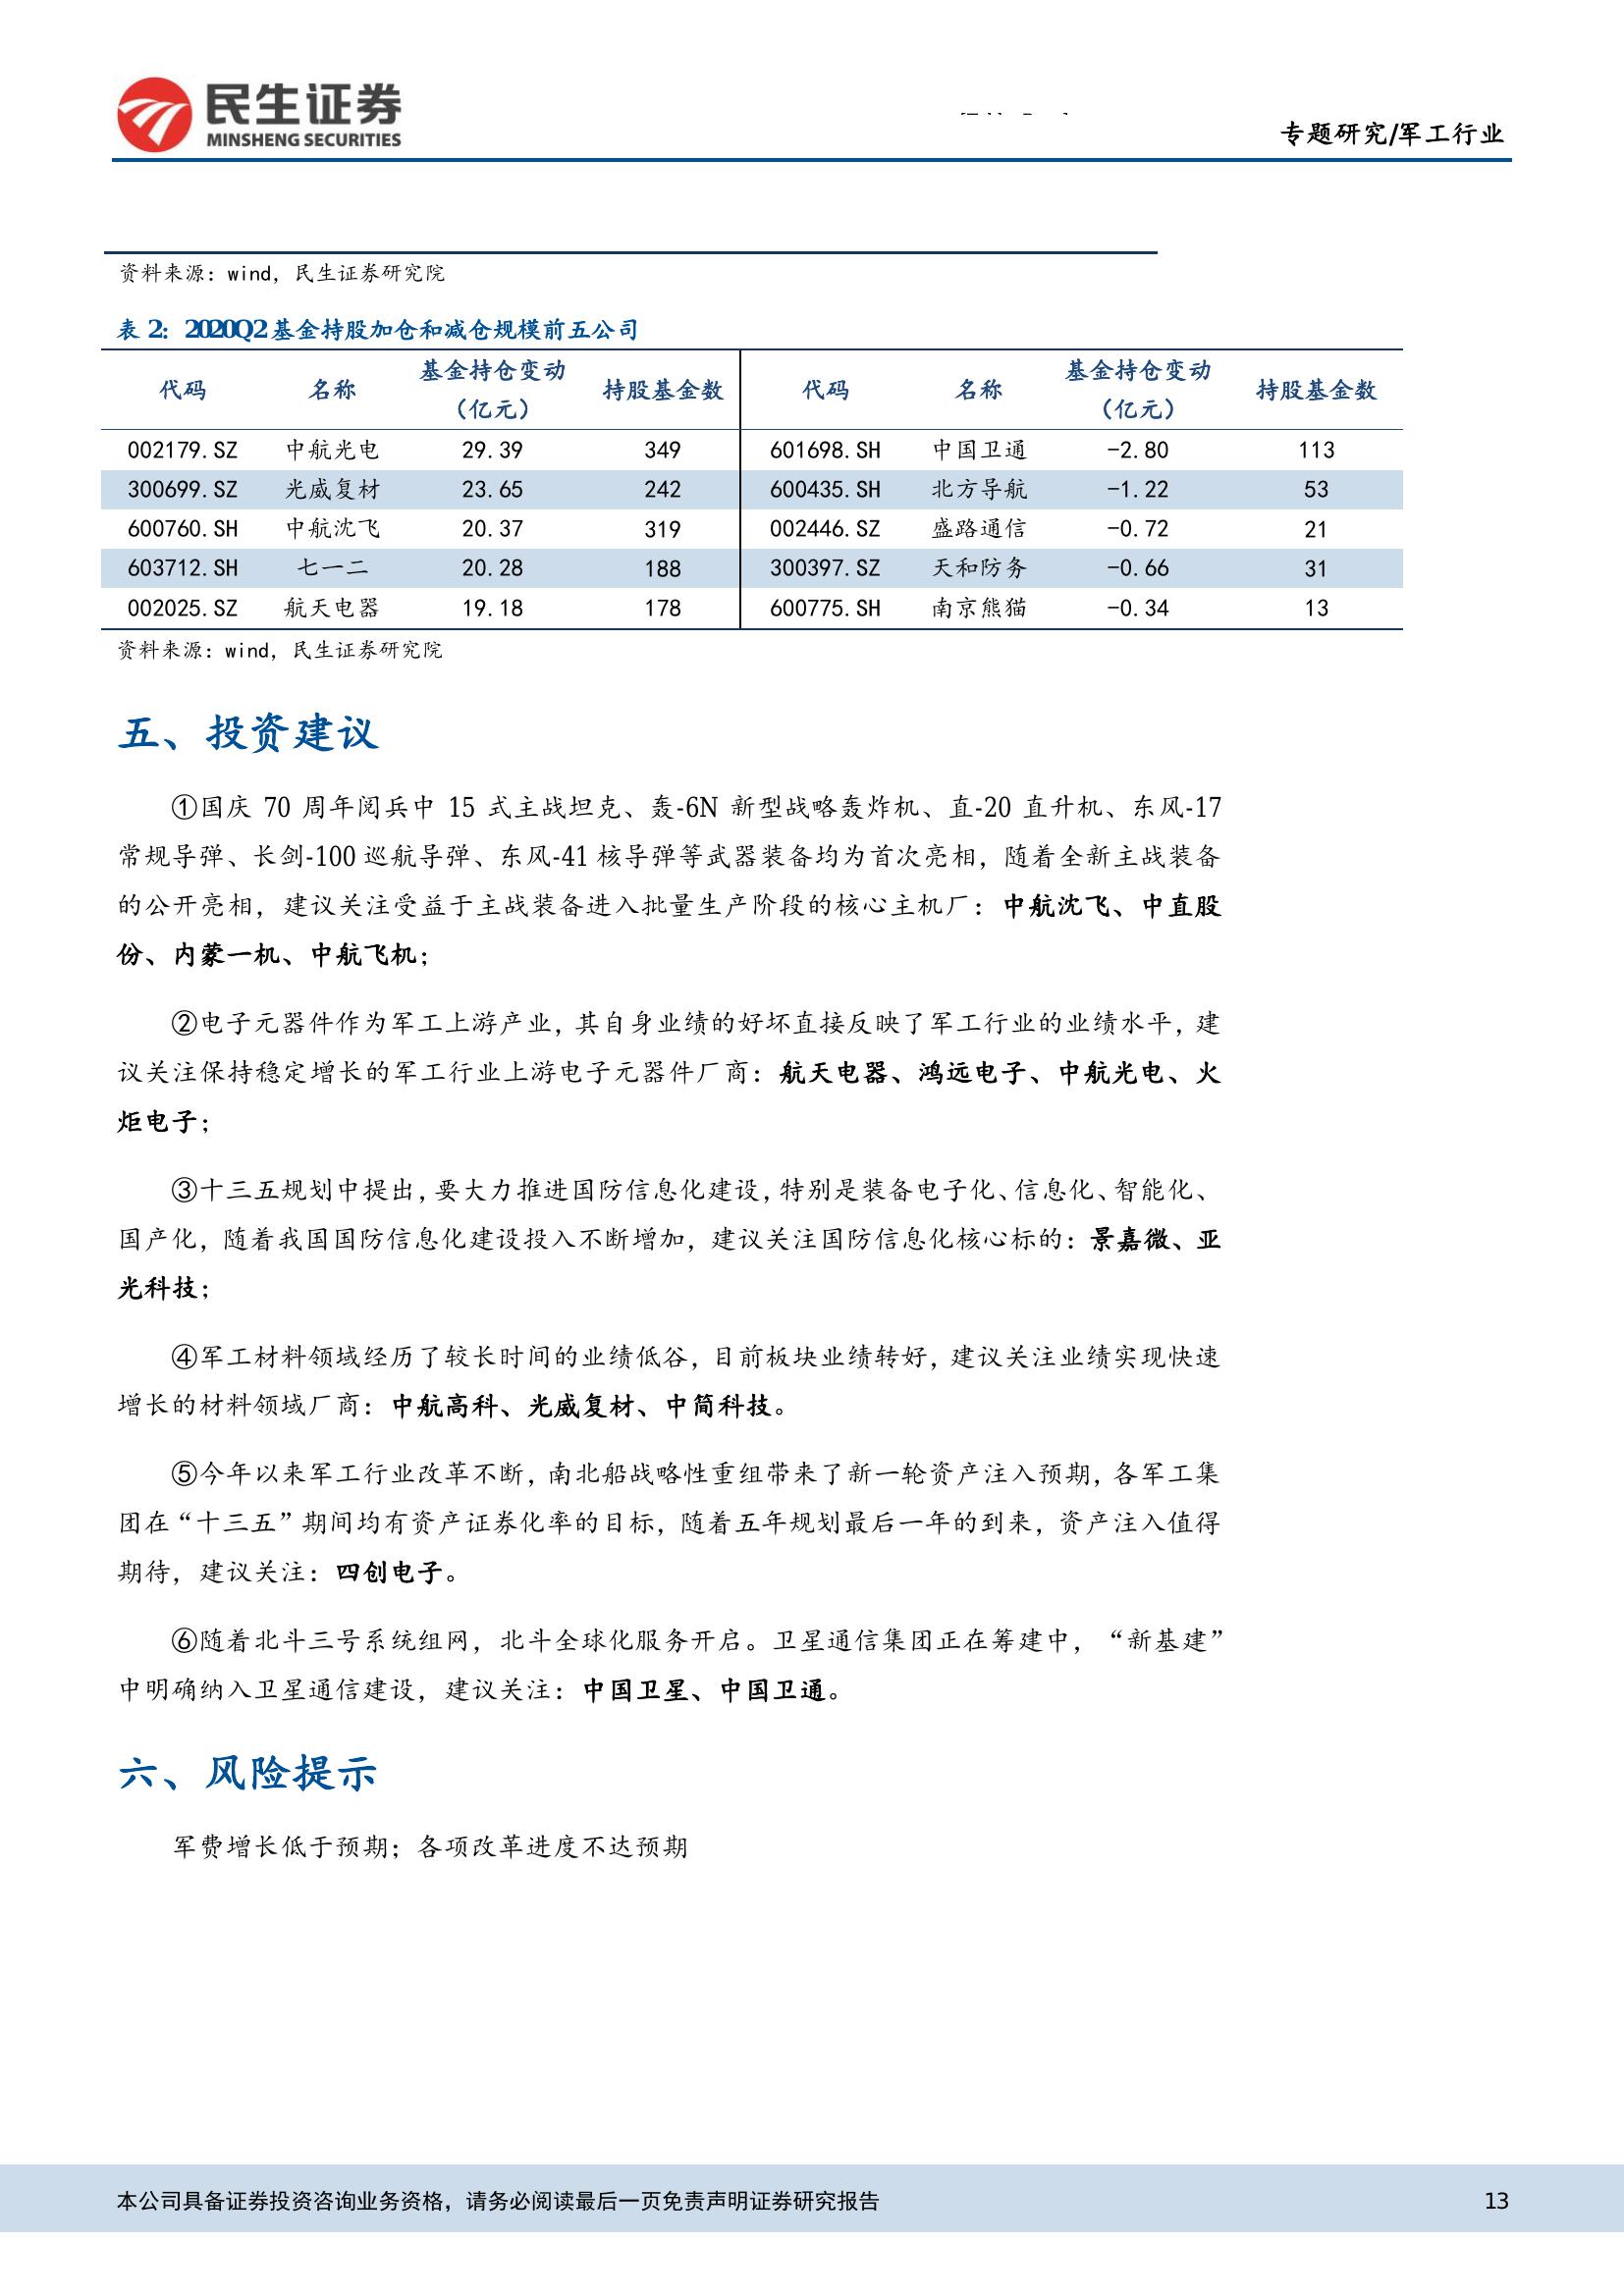 民生证券
MINSHENG SECURITIES
专题研究/军工行业
资料来源：wind，民生证券研究院
表 2：2020Q2 基金持股加仓和减仓规模前五公司
代码 名称 基金持仓变动（亿元） 持股基金数 代码 名称 基金持仓变动（亿元） 持股基金数
002179.SZ 中航光电 29.39 349 601698.SH 中国卫通 -2.80 113
300699.SZ 光威复材 23.65 242 600435.SH 北方导航 -1.22 53
600760.SH 中航沈飞 20.37 319 002446.SZ 盛路通信 -0.72 21
603712.SH 七一二 20.28 188 300397.SZ 天和防务 -0.66 31
002025.SZ 航天电器 19.18 178 600775.SH 南京熊猫 -0.34 13
资料来源：wind，民生证券研究院
五、投资建议
①国庆 70 周年阅兵中 15 式主战坦克、轰-6N 新型战略轰炸机、直-20 直升机、东风-17
常规导弹、长剑-100 巡航导弹、东风-41 核导弹等武器装备均为首次亮相，随着全新主战装备
的公开亮相，建议关注受益于主战装备进入批量生产阶段的核心主机厂：中航沈飞、中直股
份、内蒙一机、中航飞机；
②电子元器件作为军工上游产业，其自身业绩的好坏直接反映了军工行业的业绩水平，建
议关注保持稳定增长的军工行业上游电子元器件厂商：航天电器、鸿远电子、中航光电、火
炬电子；
③十三五规划中提出，要大力推进国防信息化建设，特别是装备电子化、信息化、智能化、
国产化，随着我国国防信息化建设投入不断增加，建议关注国防信息化核心标的：景嘉微、亚
光科技；
④军工材料领域经历了较长时间的业绩低谷，目前板块业绩转好，建议关注业绩实现快速
增长的材料领域厂商：中航高科、光威复材、中简科技。
⑤今年以来军工行业改革不断，南北船战略性重组带来了新一轮资产注入预期，各军工集
团在“十三五”期间均有资产证券化率的目标，随着五年规划最后一年的到来，资产注入值得
期待，建议关注：四创电子。
⑥随着北斗三号系统组网，北斗全球化服务开启。卫星通信集团正在筹建中，“新基建”
中明确纳入卫星通信建设，建议关注：中国卫星、中国卫通。
六、风险提示
军费增长低于预期；各项改革进度不达预期
本公司具备证券投资咨询业务资格，请务必阅读最后一页免责声明证券研究报告 13